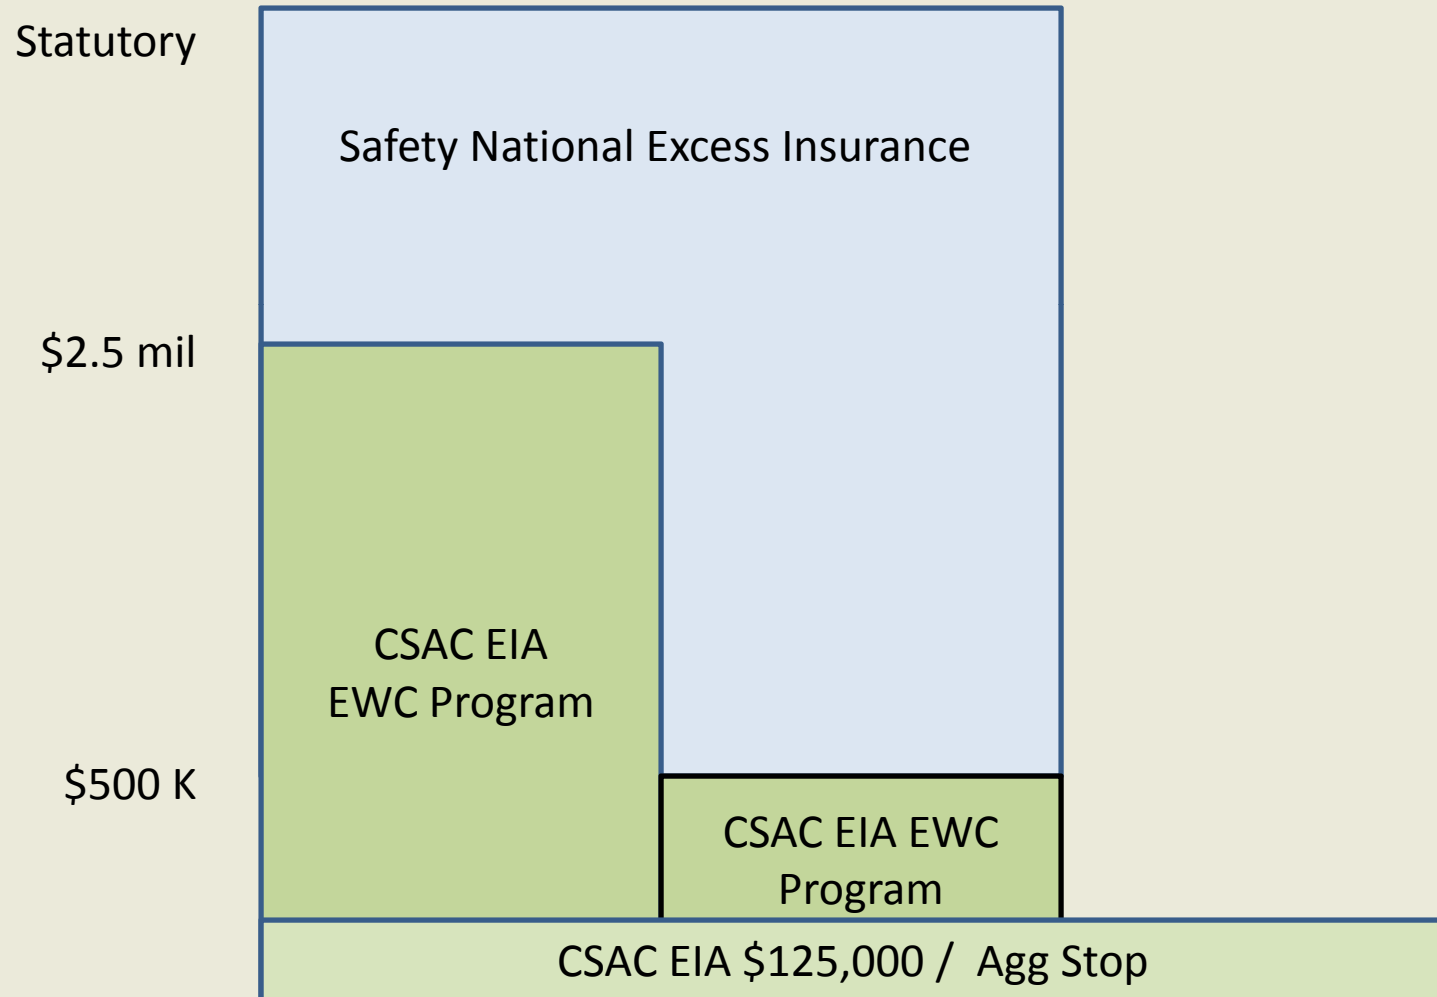 Statutory
Safety National Excess Insurance
$2.5 mil
CSAC EIA
EWC Program
$500 K
CSAC EIA EWC
Program
CSAC EIA $125,000 /  Agg Stop